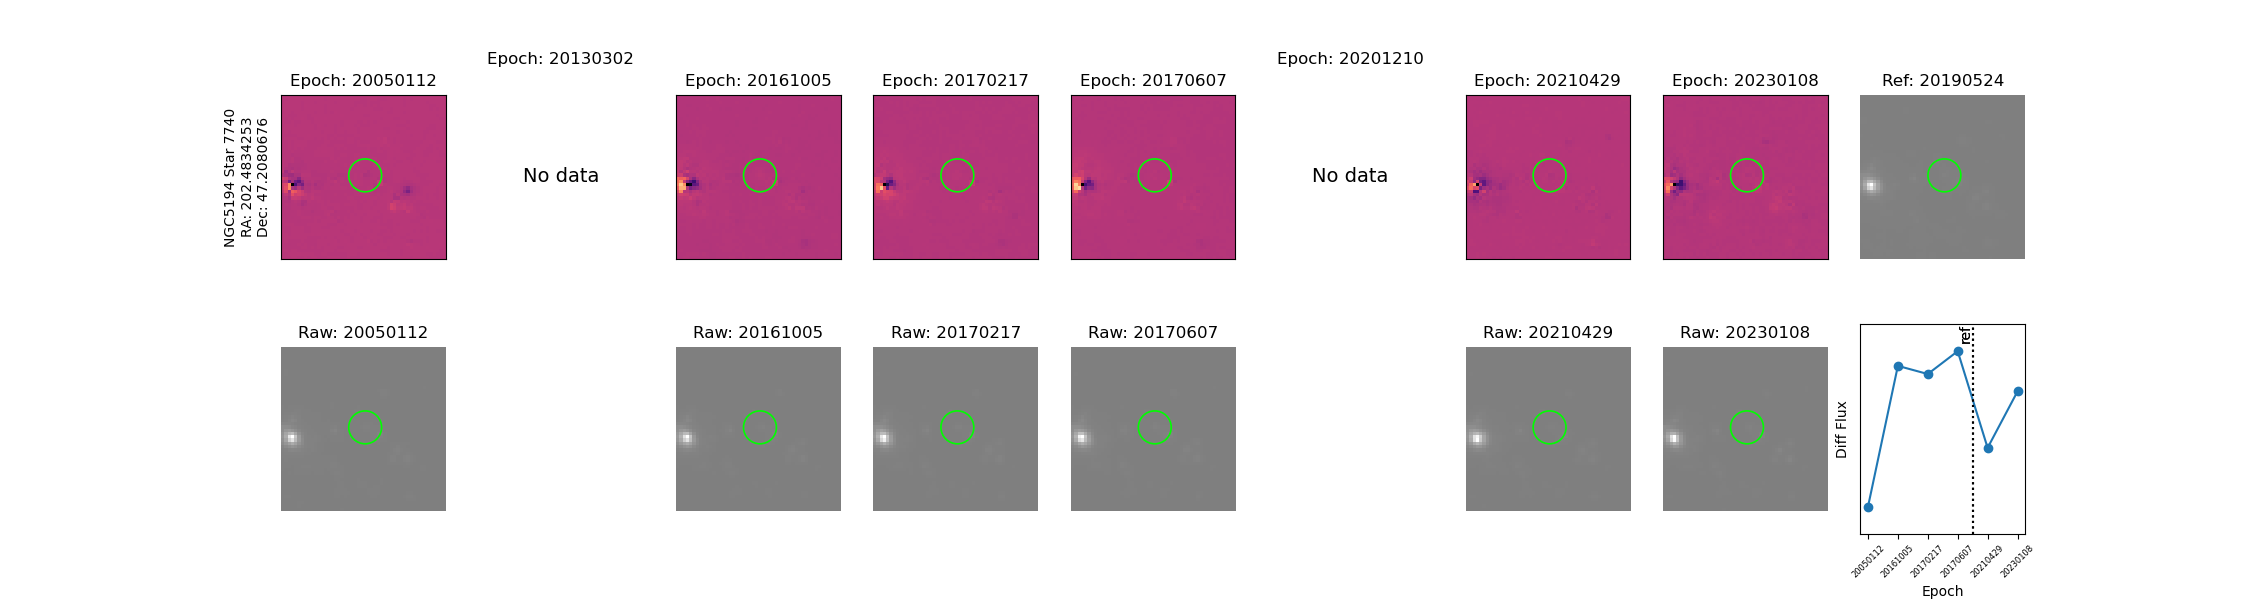 Epoch: 20130302
Epoch: 20201210
Epoch: 20050112
Epoch: 20161005
Epoch: 20170217
Epoch: 20170607
Epoch: 20210429
Epoch: 20230108
Ref: 20190524
NGC5194 Star 7740
RA: 202.4834253
Dec: 47.2080676
No data
No data
Raw: 20050112
Raw: 20161005
Raw: 20170217
Raw: 20170607
Raw: 20210429
Raw: 20230108
ref
Diff Flux
20050112
20161005
20170217
20170607
20210429
20230108
Epoch